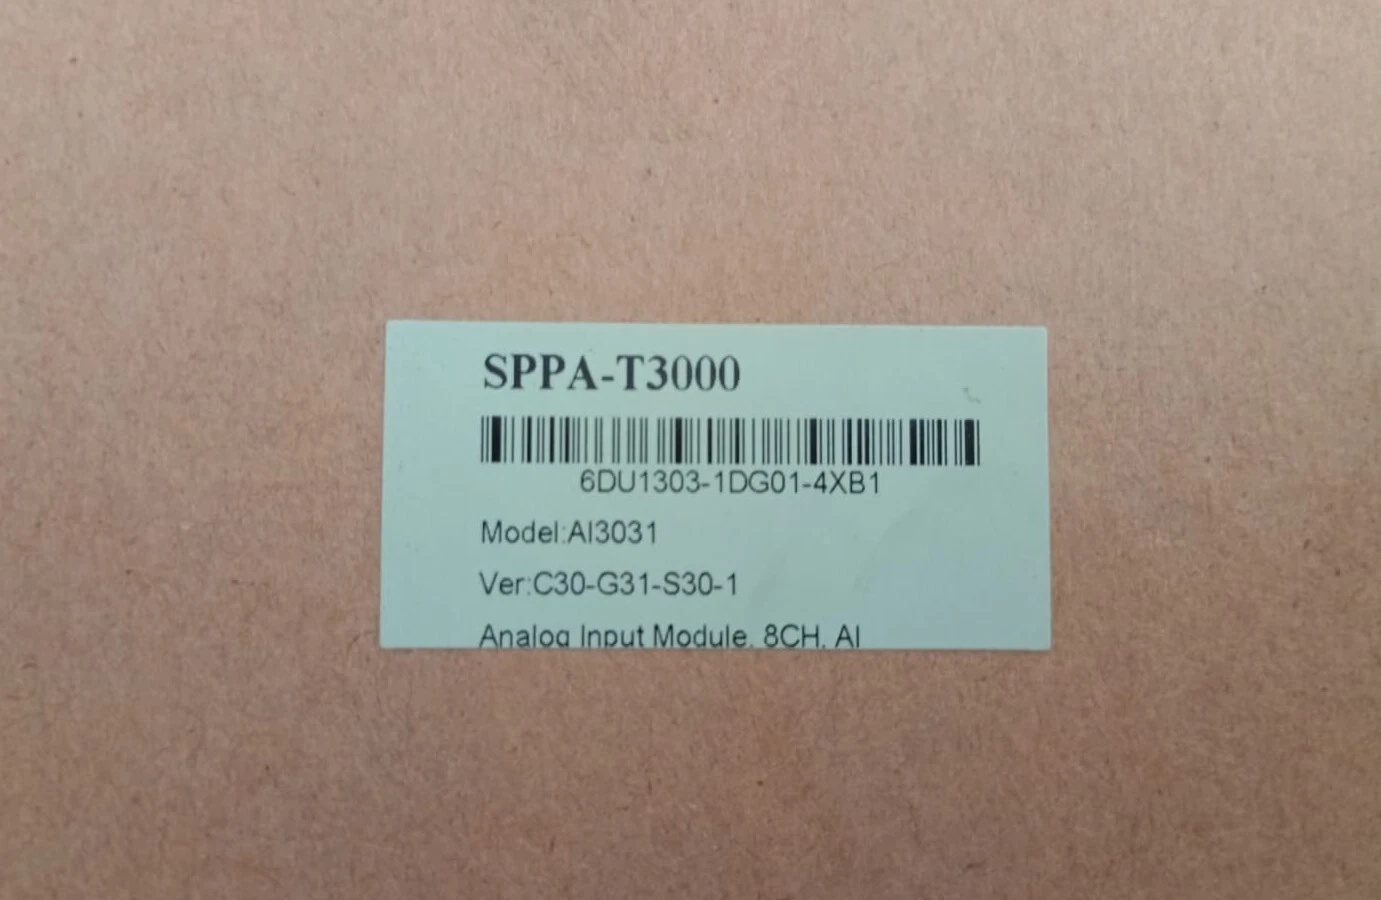 SPPA-T3000
6DU1303-1DG01-4XB1
Model:AI3031
Ver:C30-G31-S30-1
Analog Input Module, 8CH, AI